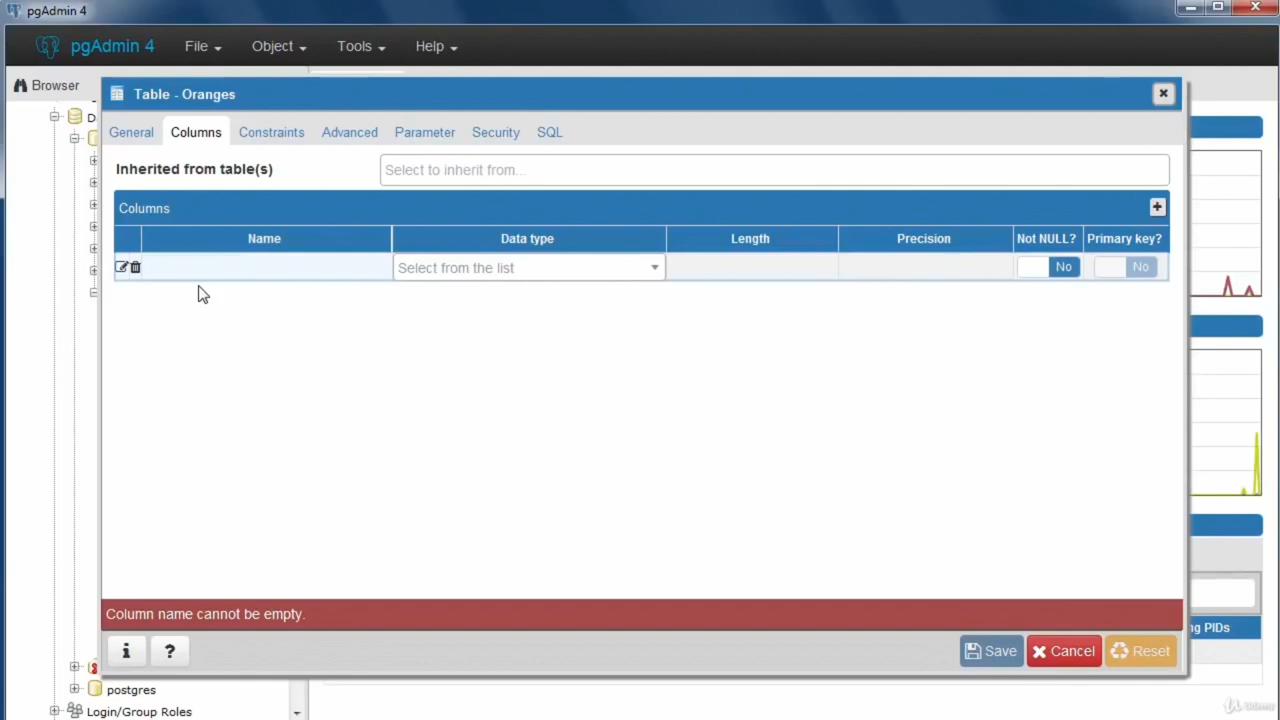 pgAdmin 4
pgAdmin 4 File Object Tools Help
Browser
Table - Oranges
General Columns Constraints Advanced Parameter Security SQL
Inherited from table(s) Select to inherit from...
Columns
Name Data type Length Precision Not NULL? Primary key?
Select from the list No No
Column name cannot be empty.
Save Cancel Reset
ng PIDs
postgres
Login/Group Roles
Udemy